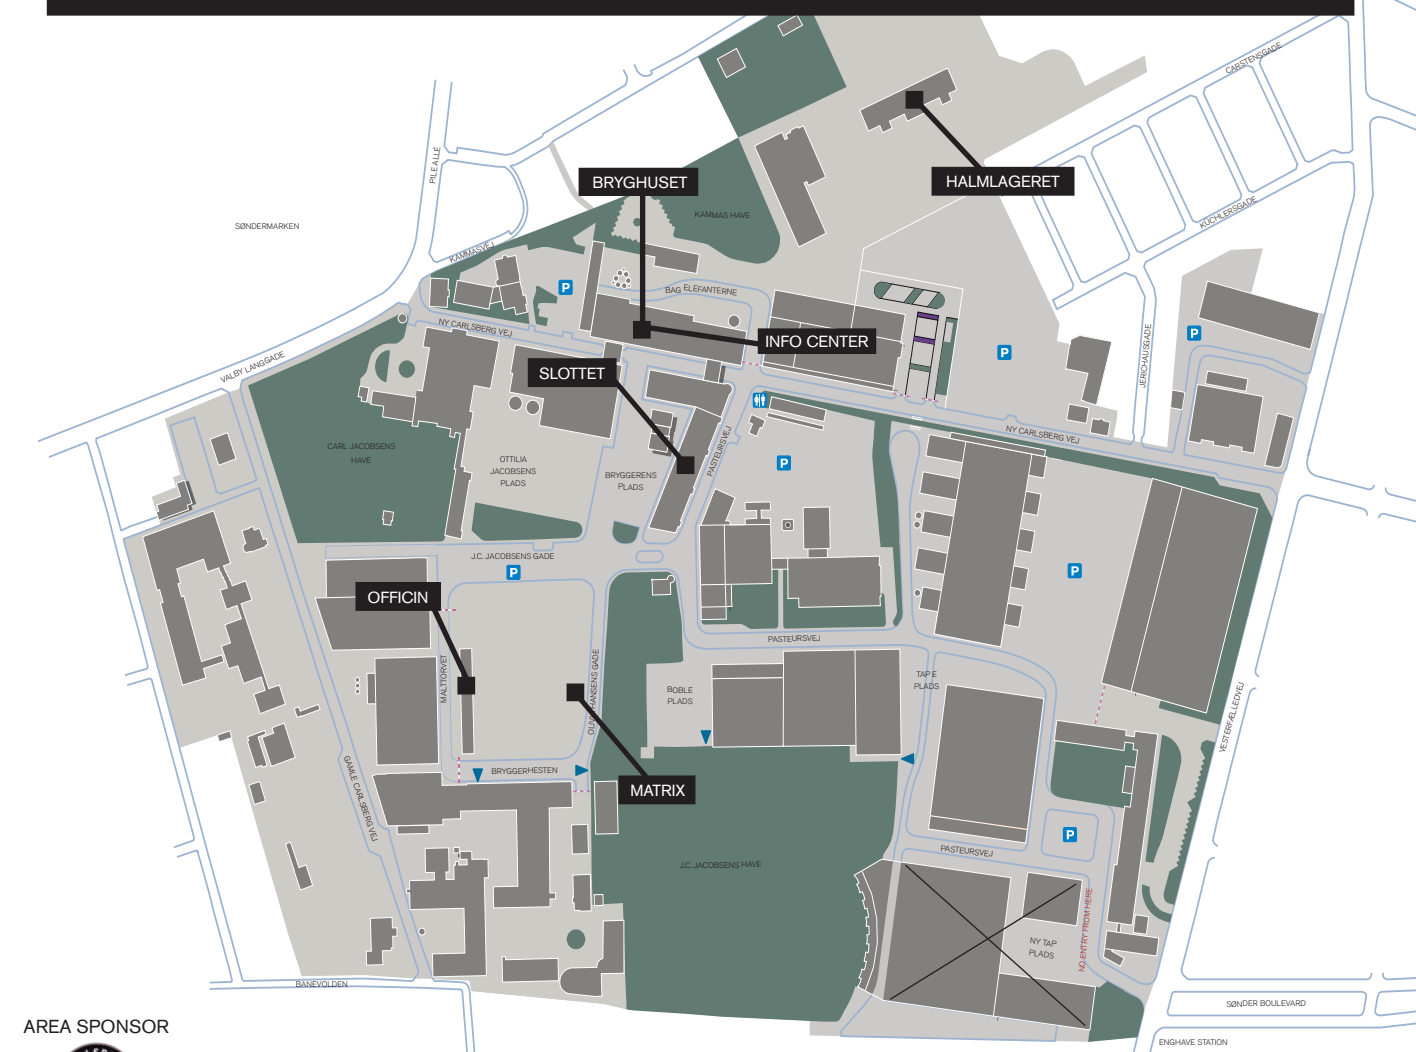 CARSTENSGADE
PILE ALLÉ
BRYGHUSET
HALMLAGERET
KÜCHLERSGADE
KAMMAS HAVE
SØNDERMARKEN
KAMMASVEJ
P
BAG ELEFANTERNE
NY CARLSBERG VEJ
P
INFO CENTER
P
JERICHAUSGADE
VALBY LANGGADE
SLOTTET
NY CARLSBERG VEJ
CARL JACOBSENS
HAVE
PASTEURSVEJ
OTTILIA
JACOBSENS
PLADS
P
BRYGGERENS
PLADS
J.C. JACOBSENS GADE
P
P
OFFICIN
PASTEURSVEJ
MALTTORVET
TAP E
PLADS
BOBLE
PLADS
VESTERFÆLLEDVEJ
BRYGGERHESTEN
MATRIX
GAMLE CARLSBERG VEJ
P
PASTEURSVEJ
J.C. JACOBSENS HAVE
NO ENTRY FROM HERE
NY TAP
PLADS
BANEVOLDEN
SØNDER BOULEVARD
AREA SPONSOR
ENGHAVE STATION